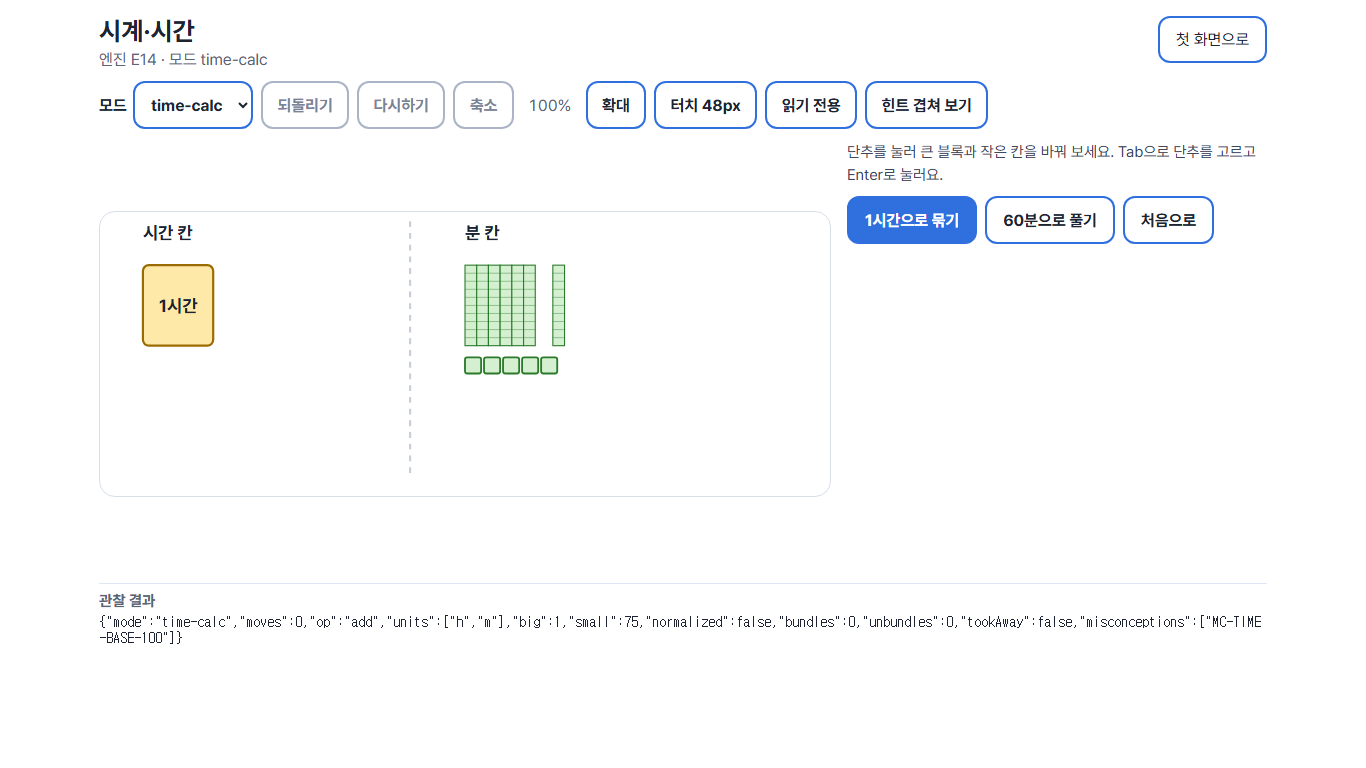 시계·시간
첫 화면으로
엔진 E14 · 모드 time-calc
모드 time-calc 되돌리기 다시하기 축소 100% 확대 터치 48px 읽기 전용 힌트 겹쳐 보기
단추를 눌러 큰 블록과 작은 칸을 바꿔 보세요. Tab으로 단추를 고르고
Enter로 눌러요.
1시간으로 묶기 60분으로 풀기 처음으로
시간 칸 분 칸
1시간
관찰 결과
{"mode":"time-calc","moves":0,"op":"add","units":["h","m"],"big":1,"small":75,"normalized":false,"bundles":0,"unbundles":0,"tookAway":false,"misconceptions":["MC-TIME
-BASE-100"]}